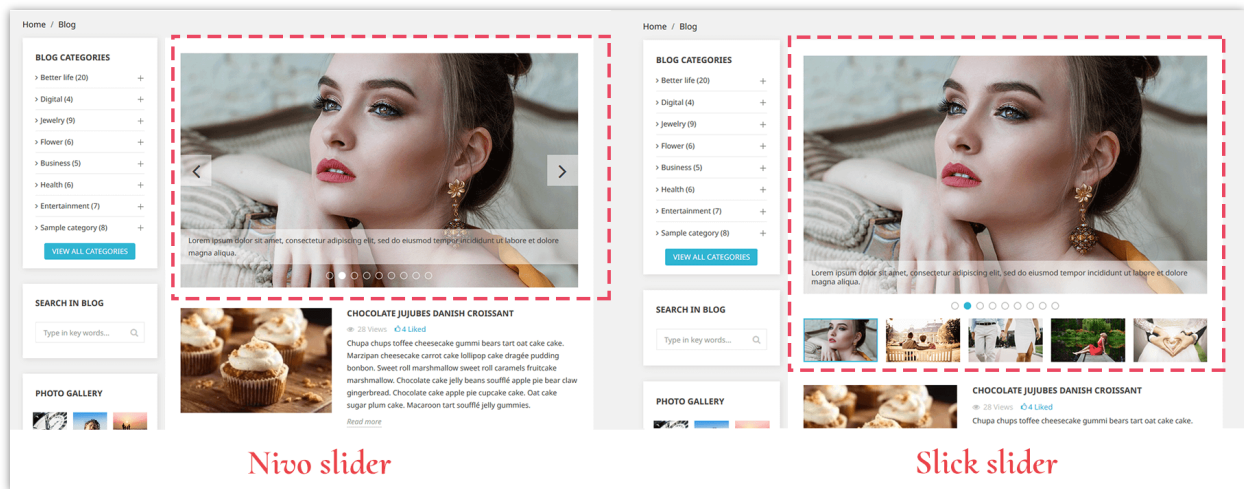 Home / Blog
BLOG CATEGORIES
Better life (20)
Digital (4)
Jewelry (9)
Flower (6)
Business (5)
Health (6)
Entertainment (7)
Sample category (8)
VIEW ALL CATEGORIES
SEARCH IN BLOG
Type in key words...
PHOTO GALLERY
Lorem ipsum dolor sit amet, consectetur adipiscing elit, sed do eiusmod tempor incididunt ut labore et dolore
magna aliqua.
CHOCOLATE JUJUBES DANISH CROISSANT
28 Views 4 Liked
Chupa chups toffee cheesecake gummi bears tart oat cake cake.
Marzipan cheesecake carrot cake lollipop cake dragée pudding
bonbon. Sweet roll marshmallow sweet roll caramels fruitcake
marshmallow. Chocolate cake jelly beans soufflé apple pie bear claw
gingerbread. Chocolate cake apple pie cupcake cake. Oat cake
sugar plum cake. Macaroon tart soufflé jelly gummies.
Read more
Nivo slider
Home / Blog
BLOG CATEGORIES
Better life (20)
Digital (4)
Jewelry (9)
Flower (6)
Business (5)
Health (6)
Entertainment (7)
Sample category (8)
VIEW ALL CATEGORIES
SEARCH IN BLOG
Type in key words...
PHOTO GALLERY
Lorem ipsum dolor sit amet, consectetur adipiscing elit, sed do eiusmod tempor incididunt ut labore et dolore
magna aliqua.
CHOCOLATE JUJUBES DANISH CROISSANT
28 Views 4 Liked
Chupa chups toffee cheesecake gummi bears tart oat cake cake.
Slick slider